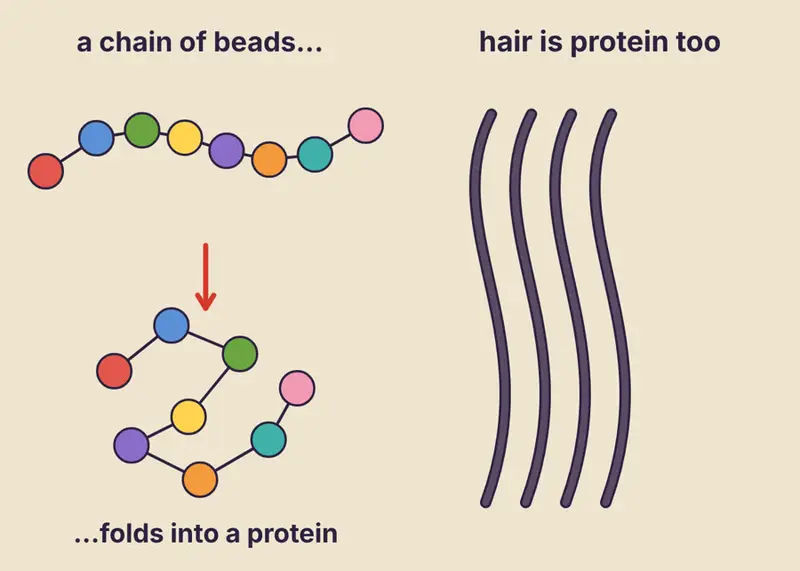 a chain of beads...
hair is protein too
...folds into a protein